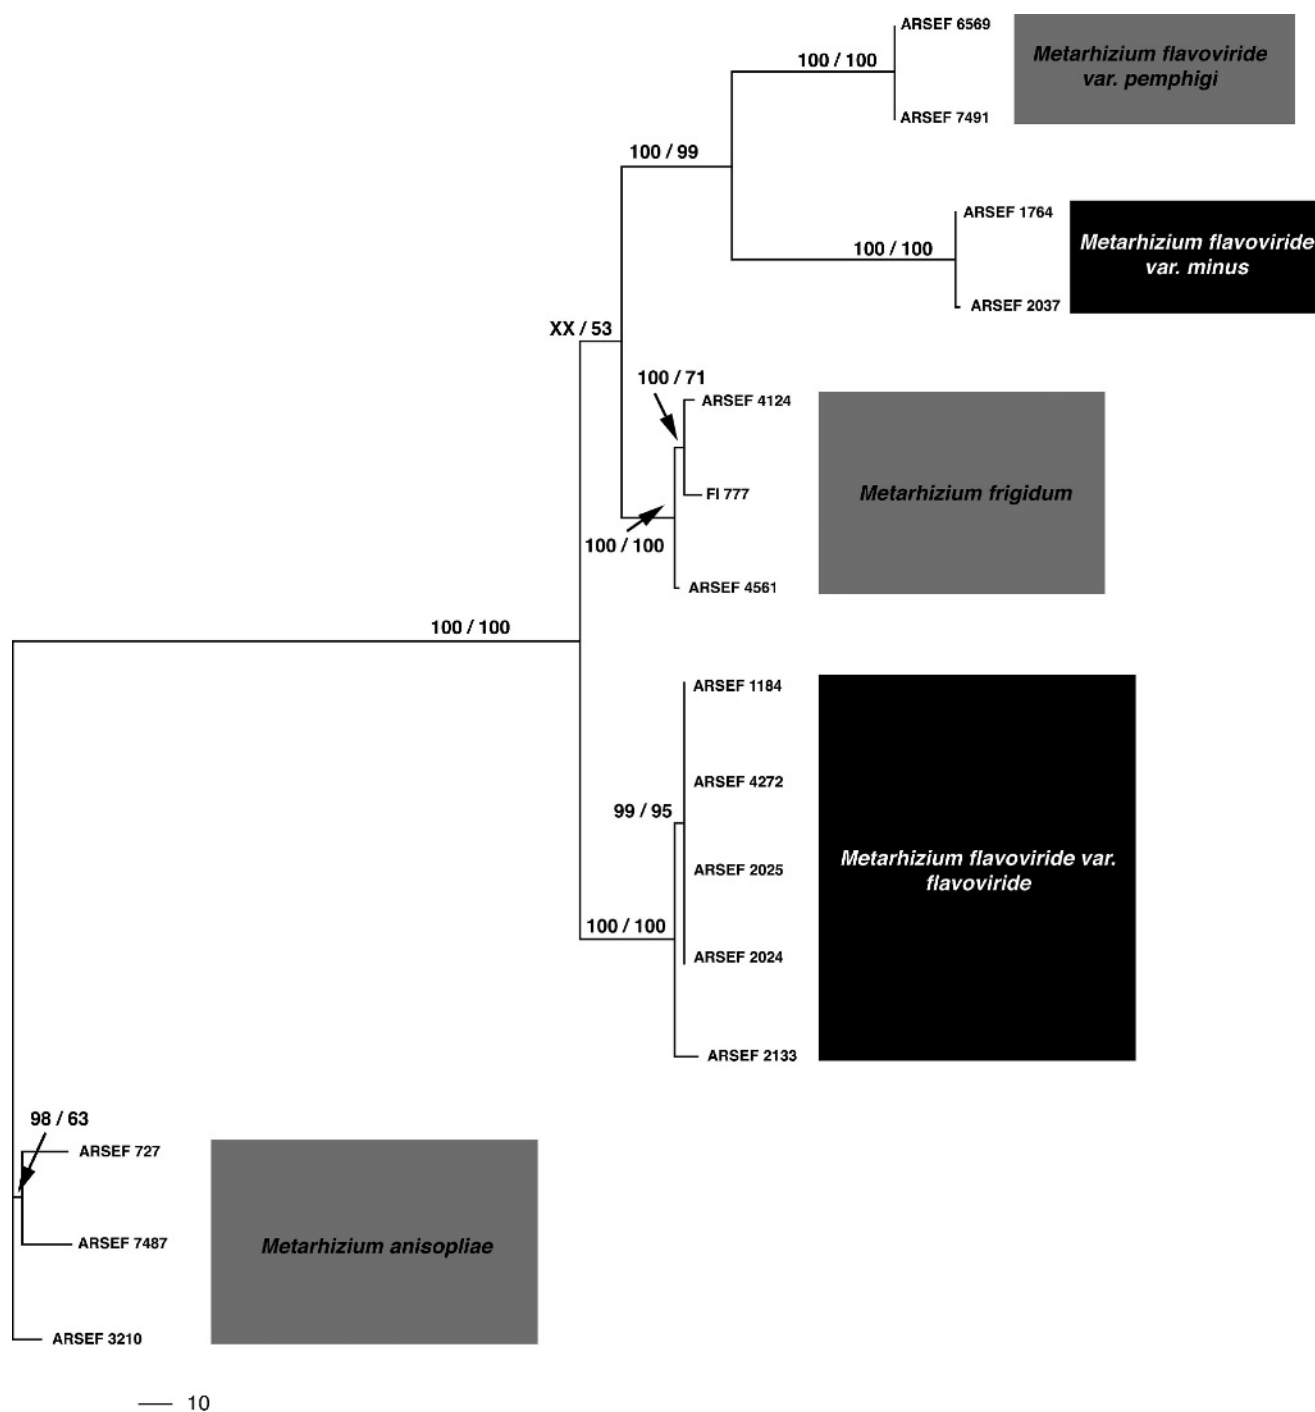 ARSEF 6569
Metarhizium flavoviride
var. pemphigi
100 / 100
ARSEF 7491
100 / 99
ARSEF 1764
Metarhizium flavoviride
var. minus
100 / 100
ARSEF 2037
XX / 53
100 / 71
ARSEF 4124
Metarhizium frigidum
FI 777
100 / 100
ARSEF 4561
100 / 100
ARSEF 1184
ARSEF 4272
99 / 95
Metarhizium flavoviride var.
flavoviride
ARSEF 2025
100 / 100
ARSEF 2024
ARSEF 2133
98 / 63
ARSEF 727
ARSEF 7487
Metarhizium anisopliae
ARSEF 3210
10